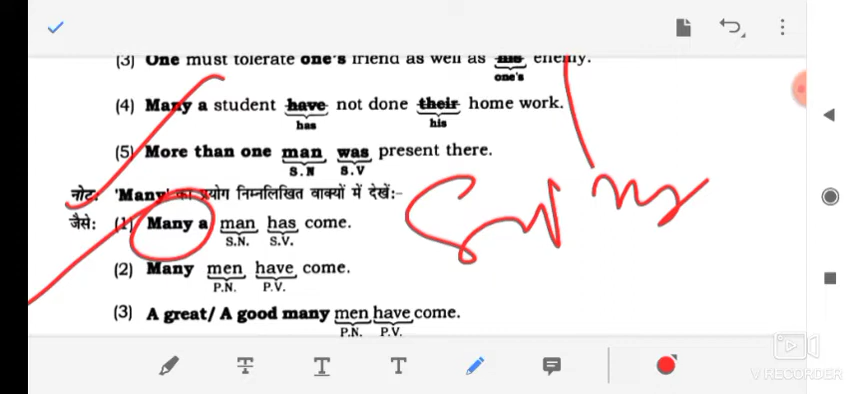 (3) One must tolerate one's friend as well as his enemy.
one's
(4) Many a student have not done their home work.
has his
(5) More than one man was present there.
S.N S.V
नोट: 'Many' का प्रयोग निम्नलिखित वाक्यों में देखें:-
जैसे: (1) Many a man has come.
S.N. S.V.
(2) Many men have come.
P.N. P.V.
(3) A great/ A good many men have come.
P.N. P.V.
T T T
V RECORDER